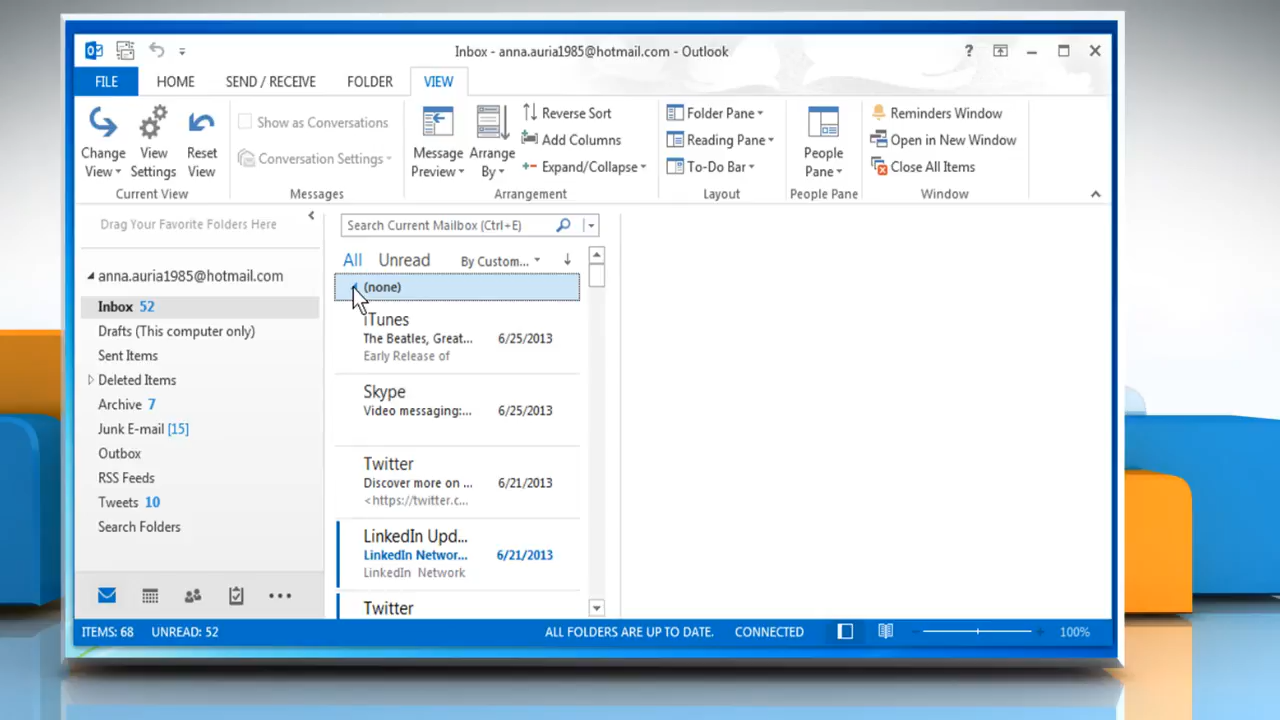 Inbox - anna.auria1985@hotmail.com - Outlook
?
FILE HOME SEND / RECEIVE FOLDER VIEW
Change View
View Settings
Reset View
Current View
Show as Conversations
Conversation Settings
Messages
Message Preview
Arrange By
Reverse Sort
Add Columns
Expand/Collapse
Arrangement
Folder Pane
Reading Pane
To-Do Bar
Layout
People Pane
People Pane
Reminders Window
Open in New Window
Close All Items
Window
Drag Your Favorite Folders Here
anna.auria1985@hotmail.com
Inbox 52
Drafts (This computer only)
Sent Items
Deleted Items
Archive 7
Junk E-mail [15]
Outbox
RSS Feeds
Tweets 10
Search Folders
Search Current Mailbox (Ctrl+E)
All Unread By Custom...
(none)
iTunes
The Beatles, Great... 6/25/2013
Early Release of
Skype
Video messaging:... 6/25/2013
Twitter
Discover more on ... 6/21/2013
<https://twitter.c...
LinkedIn Upd...
LinkedIn Networ... 6/21/2013
LinkedIn Network
Twitter
ITEMS: 68 UNREAD: 52 ALL FOLDERS ARE UP TO DATE. CONNECTED 100%